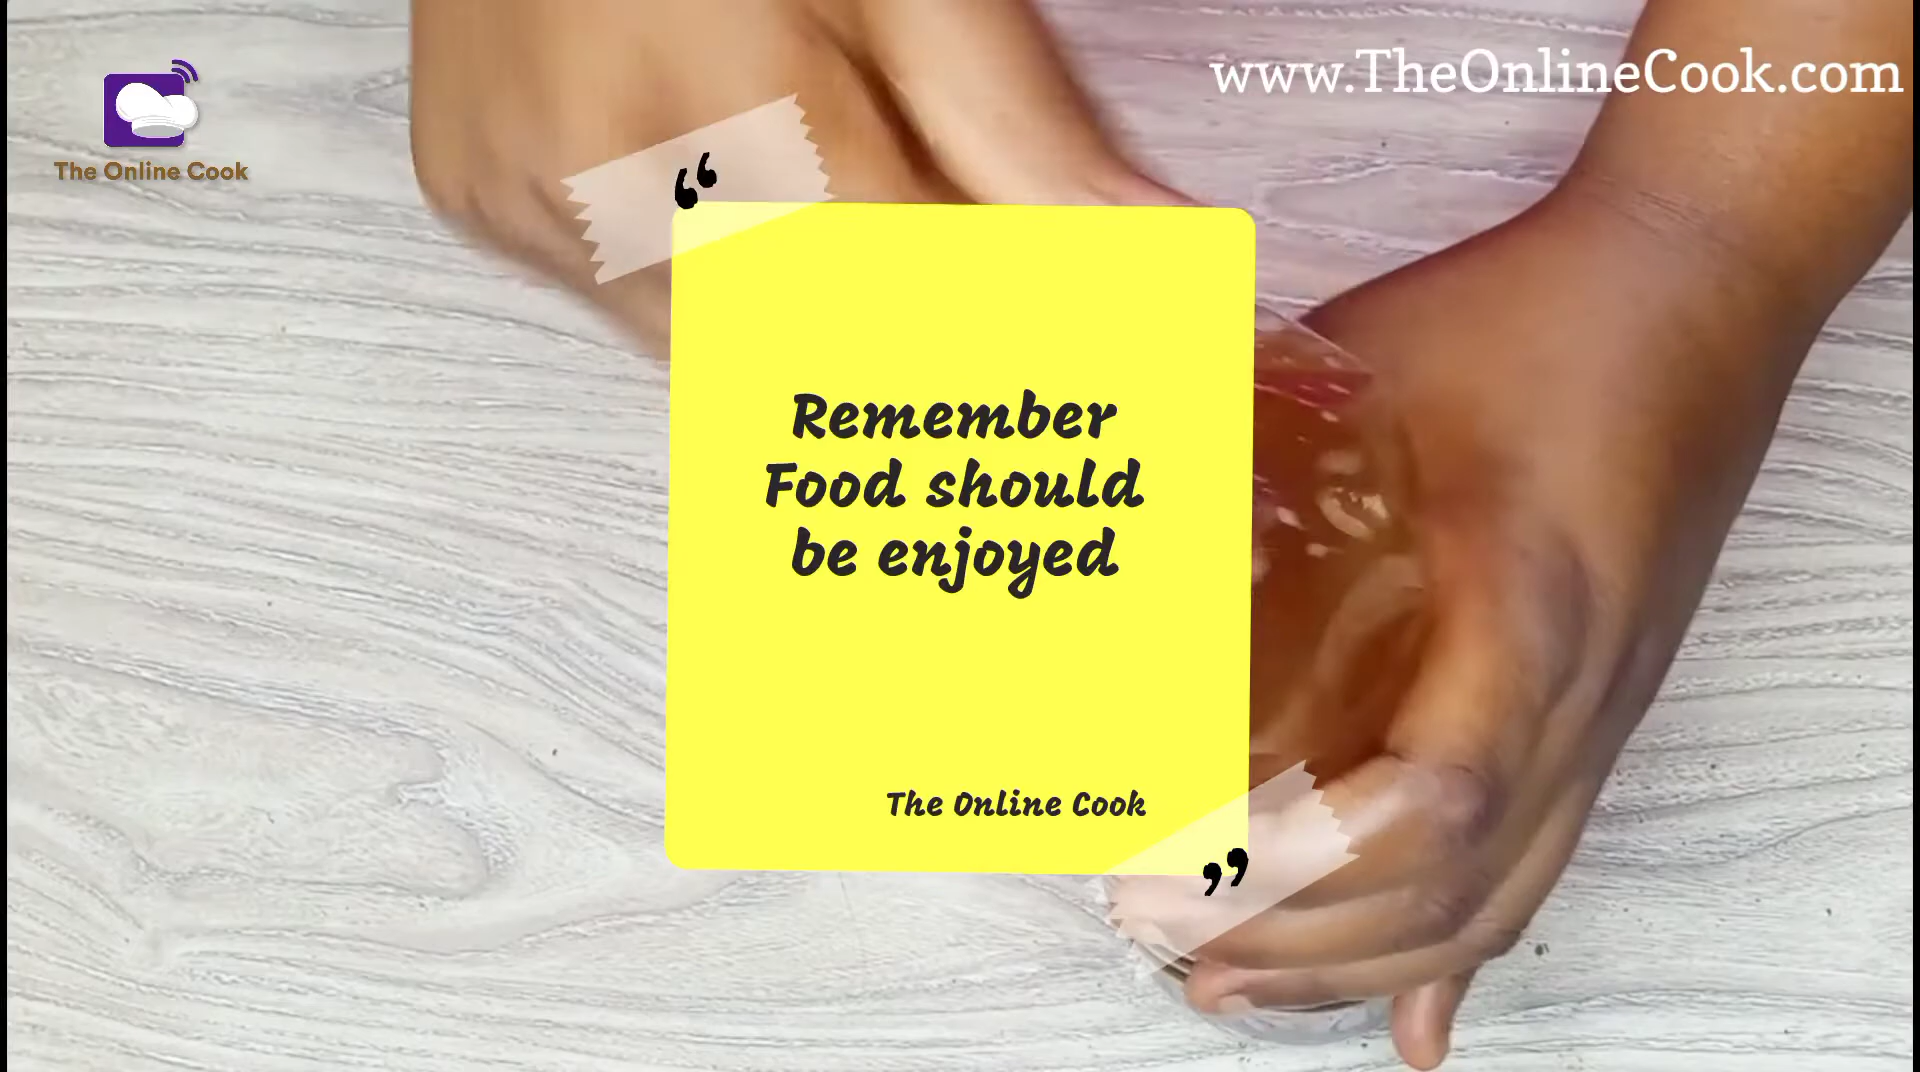 www.TheOnlineCook.com
The Online Cook
“
Remember
Food should
be enjoyed
The Online Cook
”